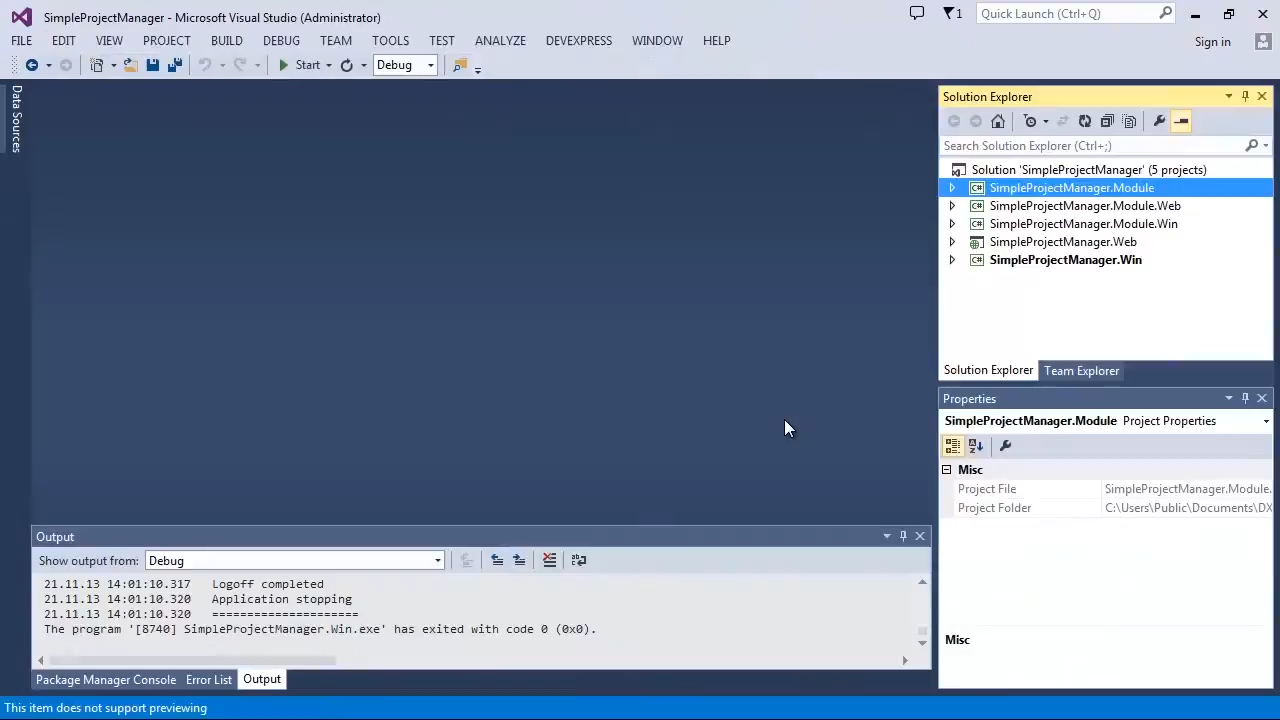 SimpleProjectManager - Microsoft Visual Studio (Administrator)
1
Quick Launch (Ctrl+Q)
FILE EDIT VIEW PROJECT BUILD DEBUG TEAM TOOLS TEST ANALYZE DEVEXPRESS WINDOW HELP
Sign in
Start
Debug
Data Sources
Solution Explorer
Search Solution Explorer (Ctrl+;)
Solution 'SimpleProjectManager' (5 projects)
C# SimpleProjectManager.Module
C# SimpleProjectManager.Module.Web
C# SimpleProjectManager.Module.Win
SimpleProjectManager.Web
C# SimpleProjectManager.Win
Solution Explorer Team Explorer
Properties
SimpleProjectManager.Module Project Properties
Misc
Project File SimpleProjectManager.Module.
Project Folder C:\Users\Public\Documents\DX
Misc
Output
Show output from: Debug
21.11.13 14:01:10.317 Logoff completed
21.11.13 14:01:10.320 Application stopping
21.11.13 14:01:10.320 =====================
The program '[8740] SimpleProjectManager.Win.exe' has exited with code 0 (0x0).
Package Manager Console Error List Output
This item does not support previewing